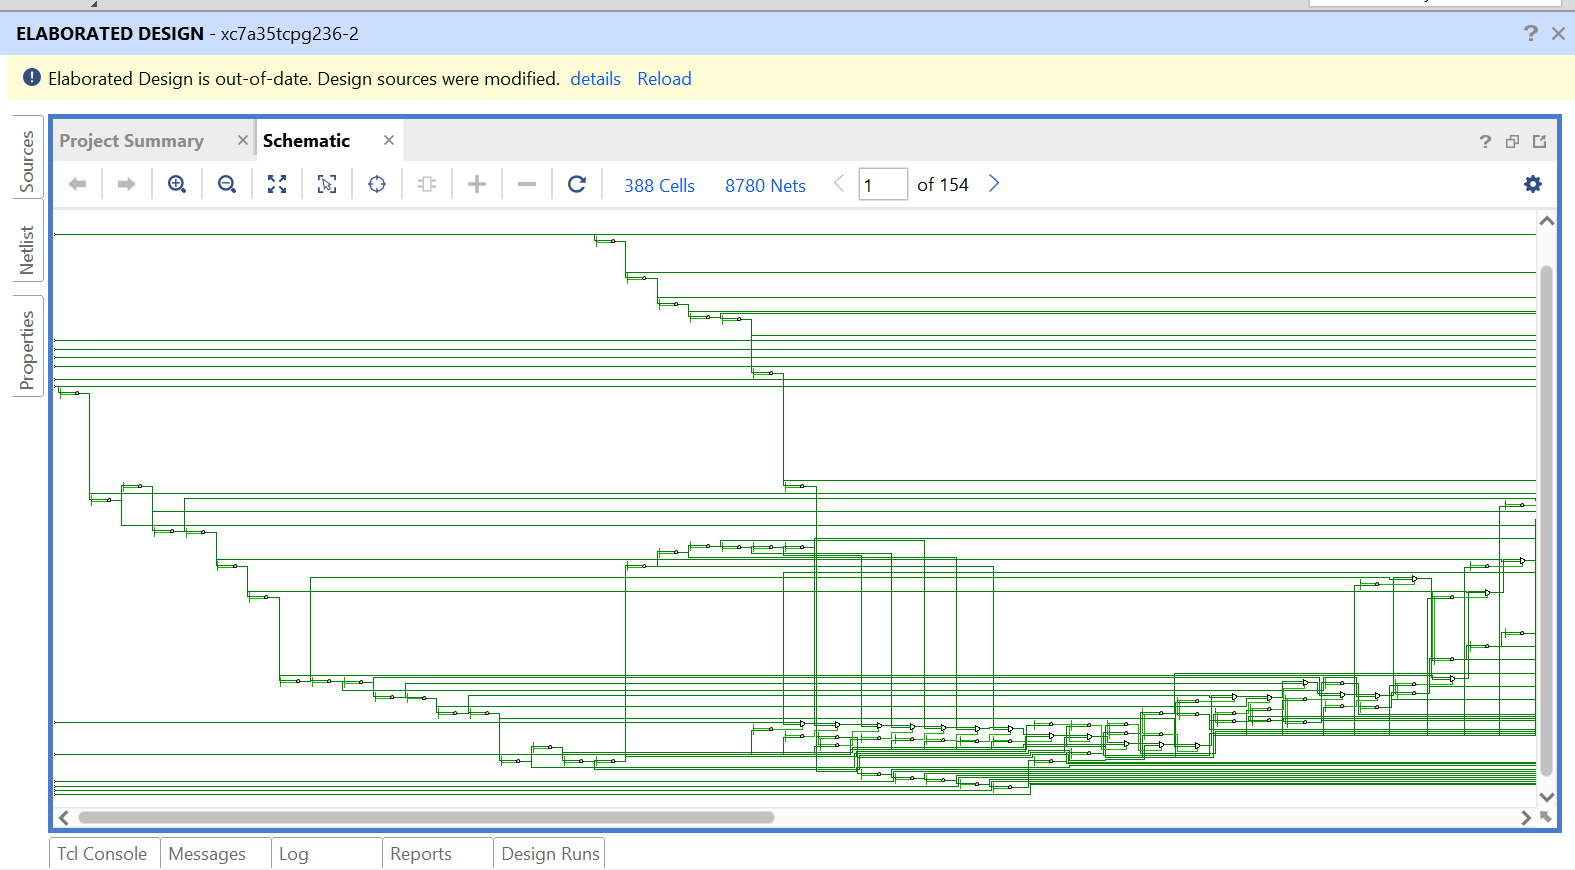 ELABORATED DESIGN - xc7a35tcpg236-2
Elaborated Design is out-of-date. Design sources were modified. details Reload
Sources
Netlist
Properties
Project Summary
Schematic
388 Cells 8780 Nets 1 of 154
Tcl Console Messages Log Reports Design Runs